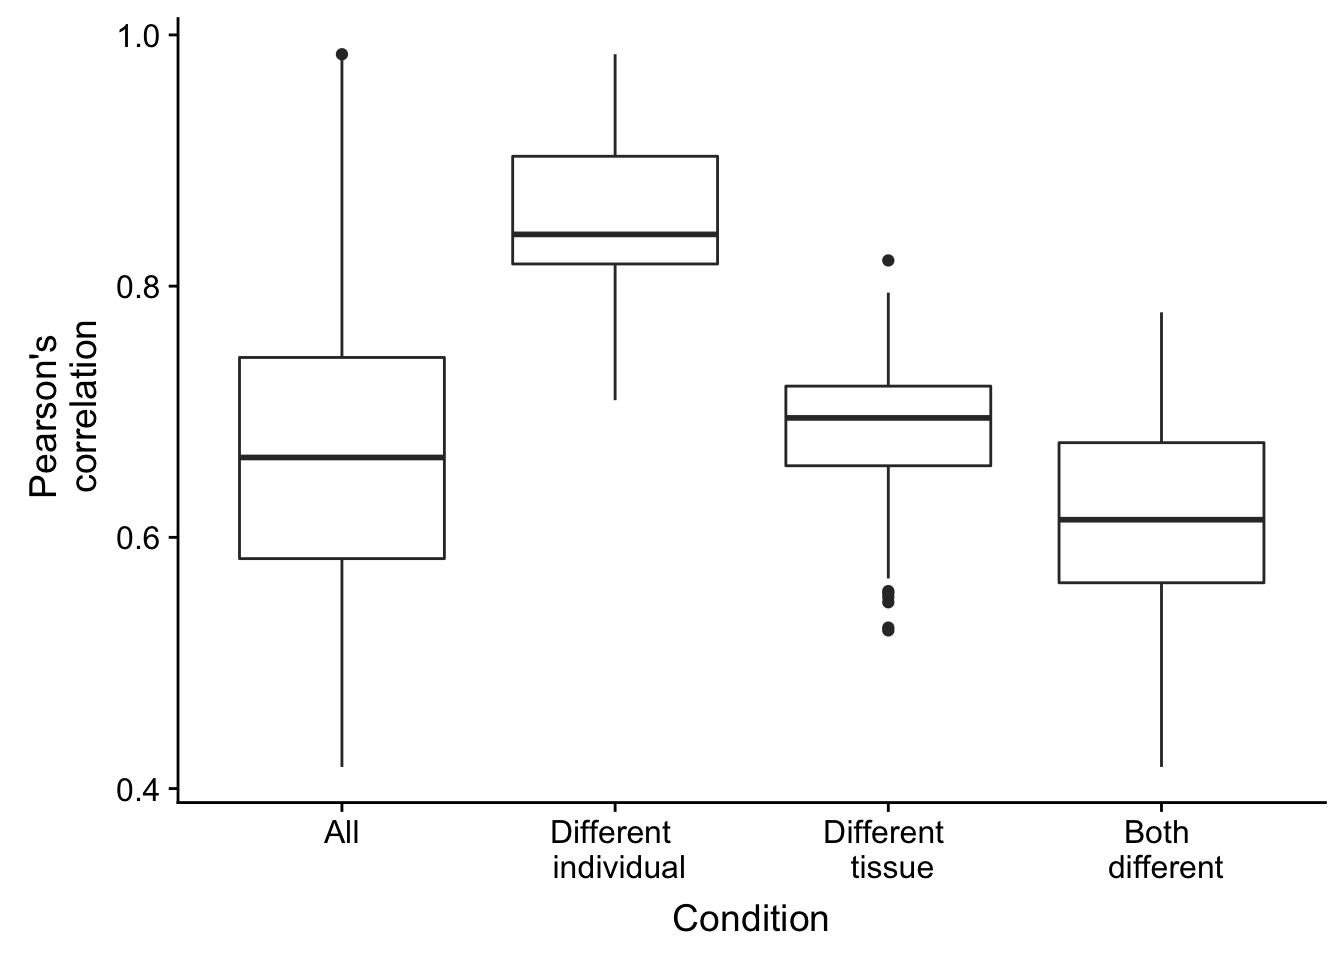 1.0
0.8
0.6
0.4
Pearson's
correlation
All
Different
individual
Different
tissue
Both
different
Condition